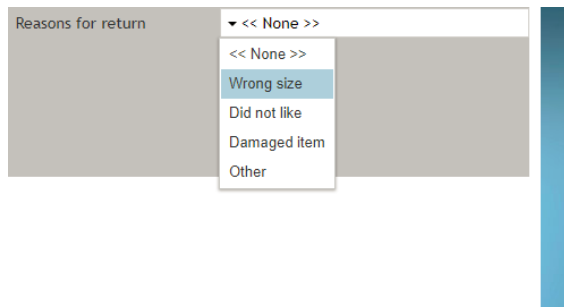 Reasons for return << None >>
<< None >>
Wrong size
Did not like
Damaged item
Other